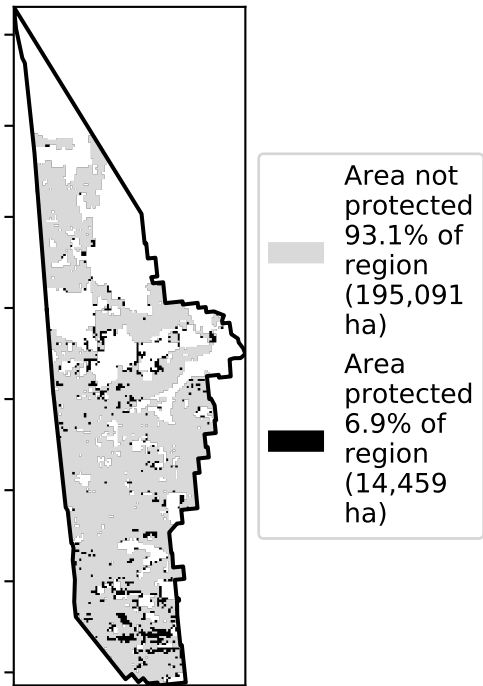 Area not
protected
93.1% of
region
(195,091
ha)
Area
protected
6.9% of
region
(14,459
ha)